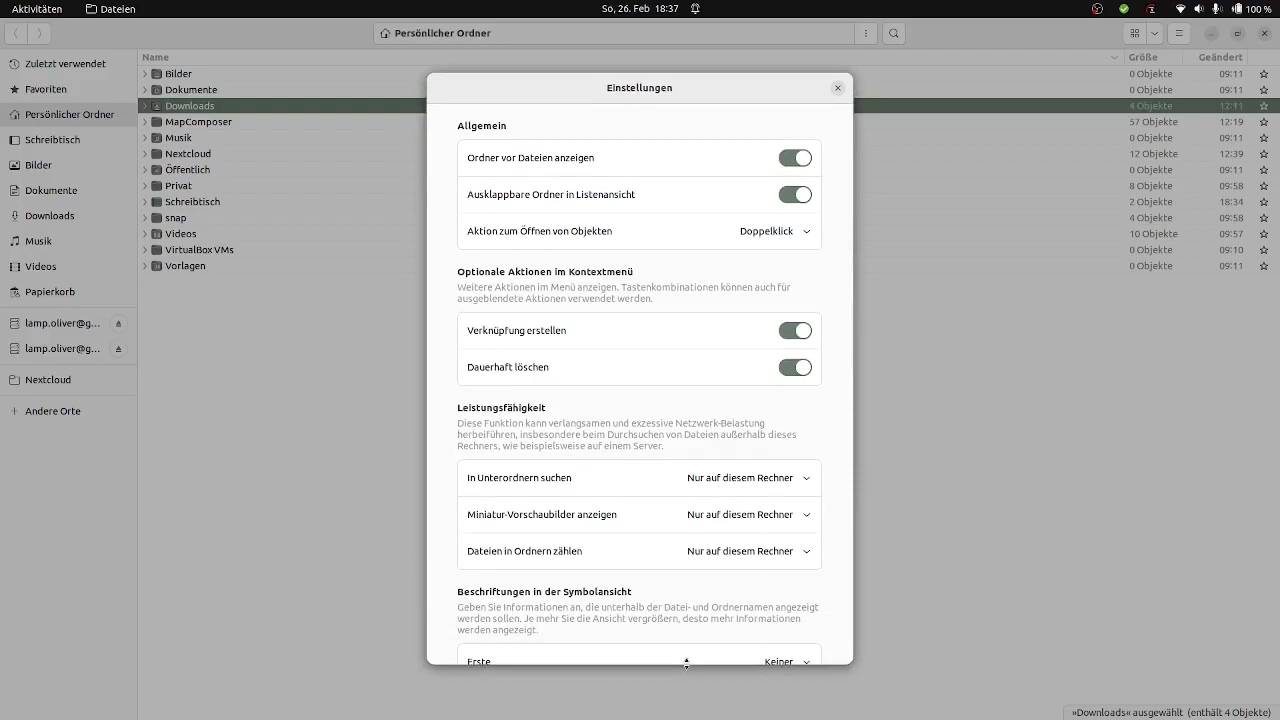 Aktivitäten Dateien So, 26. Feb 18:37 100 %
Persönlicher Ordner
Name Größe Geändert
Zuletzt verwendet
Favoriten
Persönlicher Ordner
Schreibtisch
Bilder
Dokumente
Downloads
Musik
Videos
Papierkorb
lamp.oliver@g...
lamp.oliver@g...
Nextcloud
Andere Orte
Bilder 0 Objekte 09:11
Dokumente 0 Objekte 09:11
Downloads 4 Objekte 12:11
MapComposer 57 Objekte 12:19
Musik 0 Objekte 09:11
Nextcloud 12 Objekte 12:39
Öffentlich 0 Objekte 09:11
Privat 8 Objekte 09:58
Schreibtisch 2 Objekte 18:34
snap 4 Objekte 09:58
Videos 10 Objekte 09:57
VirtualBox VMs 0 Objekte 09:10
Vorlagen 0 Objekte 09:11
Einstellungen
Allgemein
Ordner vor Dateien anzeigen
Ausklappbare Ordner in Listenansicht
Aktion zum Öffnen von Objekten Doppelklick
Optionale Aktionen im Kontextmenü
Weitere Aktionen im Menü anzeigen. Tastenkombinationen können auch für
ausgeblendete Aktionen verwendet werden.
Verknüpfung erstellen
Dauerhaft löschen
Leistungsfähigkeit
Diese Funktion kann verlangsamen und exzessive Netzwerk-Belastung
herbeiführen, insbesondere beim Durchsuchen von Dateien außerhalb dieses
Rechners, wie beispielsweise auf einem Server.
In Unterordnern suchen Nur auf diesem Rechner
Miniatur-Vorschaubilder anzeigen Nur auf diesem Rechner
Dateien in Ordnern zählen Nur auf diesem Rechner
Beschriftungen in der Symbolansicht
Geben Sie Informationen an, die unterhalb der Datei- und Ordnernamen angezeigt
werden sollen. Je mehr Sie die Ansicht vergrößern, desto mehr Informationen
werden angezeigt.
Erste Keiner
»Downloads« ausgewählt (enthält 4 Objekte)